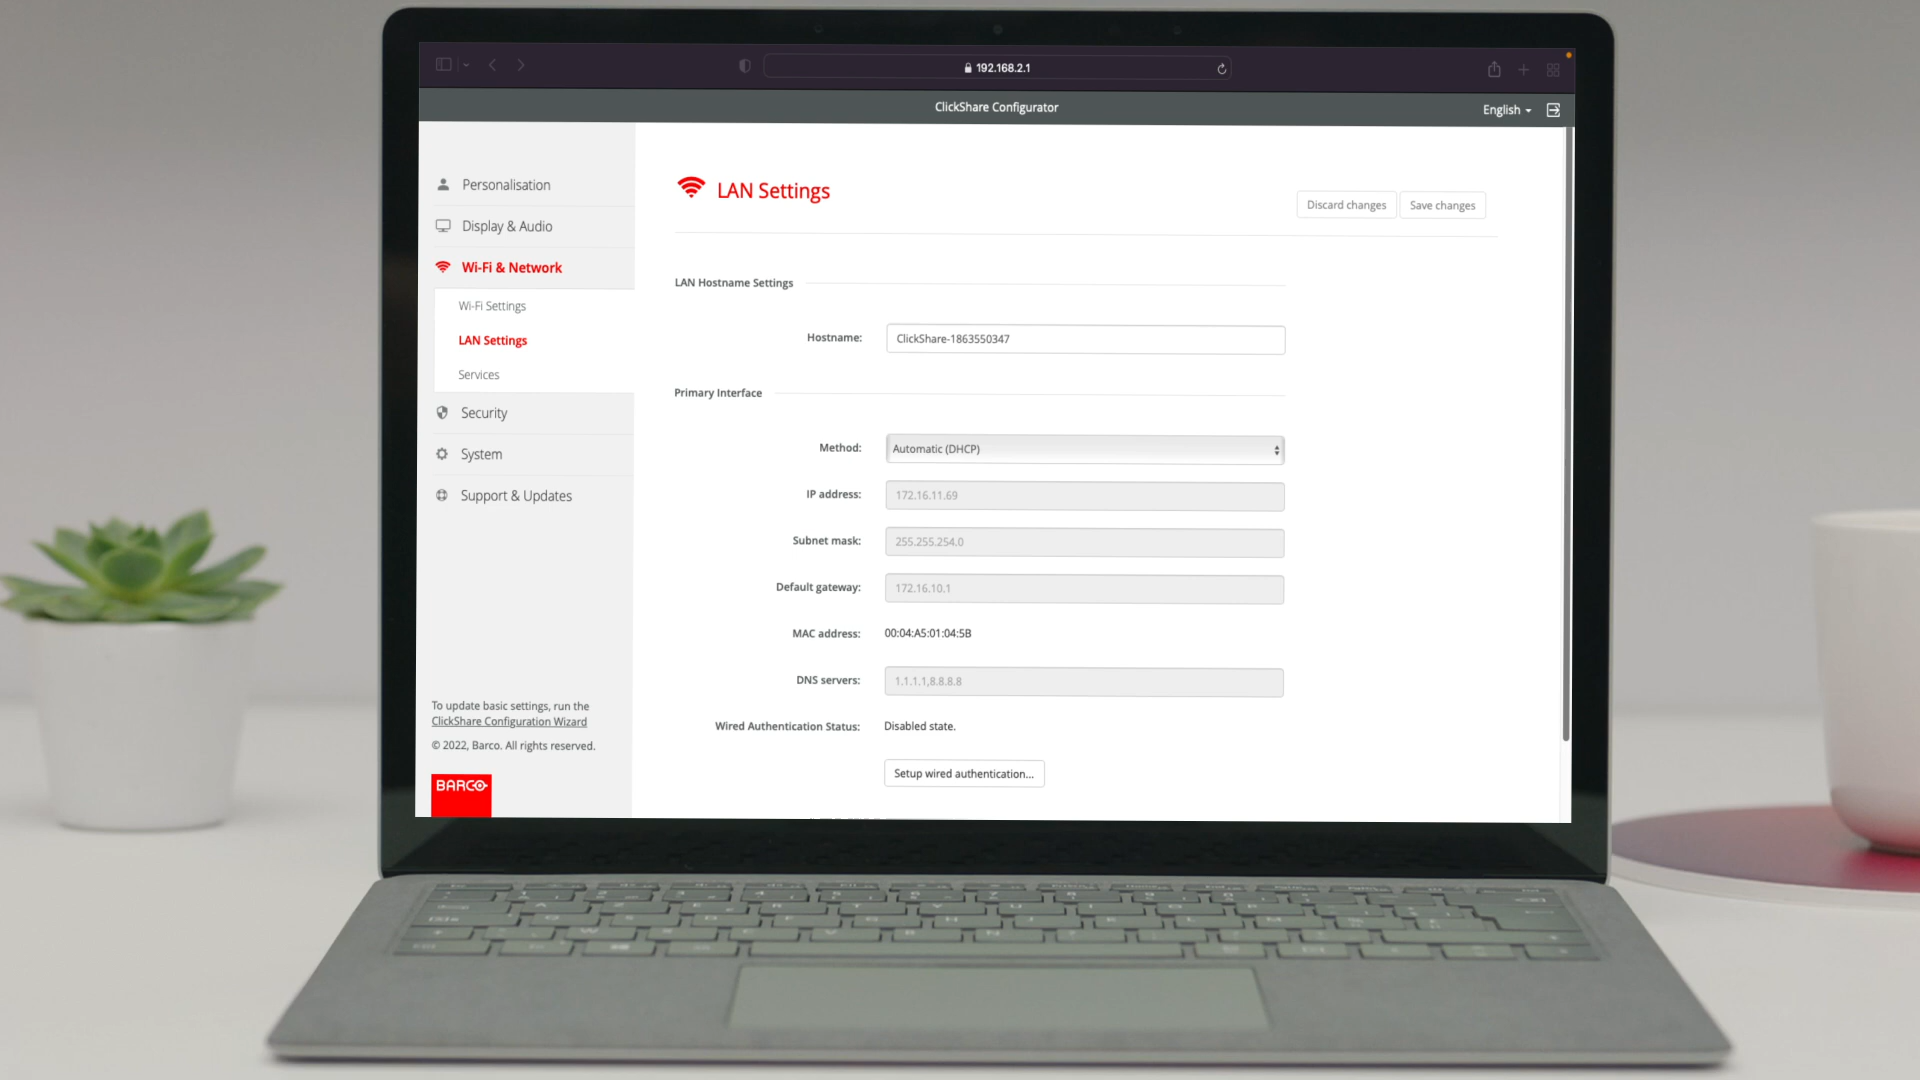 192.168.2.1
ClickShare Configurator
English
Personalisation
Display & Audio
Wi-Fi & Network
Wi-Fi Settings
LAN Settings
Services
Security
System
Support & Updates
To update basic settings, run the
ClickShare Configuration Wizard
© 2022, Barco. All rights reserved.
BARCO
LAN Settings
Discard changes
Save changes
LAN Hostname Settings
Hostname: ClickShare-1863550347
Primary Interface
Method: Automatic (DHCP)
IP address: 172.16.11.69
Subnet mask: 255.255.254.0
Default gateway: 172.16.10.1
MAC address: 00:04:A5:01:04:5B
DNS servers: 1.1.1.1,8.8.8.8
Wired Authentication Status: Disabled state.
Setup wired authentication...